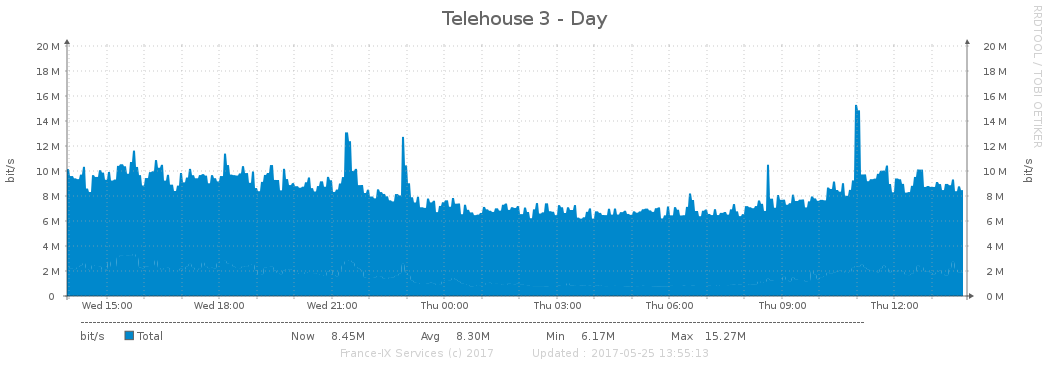 Telehouse 3 - Day
RRDTOOL / TOBI OETIKER
bit/s
20 M 20 M
18 M 18 M
16 M 16 M
14 M 14 M
12 M 12 M
10 M 10 M
8 M 8 M
6 M 6 M
4 M 4 M
2 M 2 M
0 0 M
bit/s
Wed 15:00 Wed 18:00 Wed 21:00 Thu 00:00 Thu 03:00 Thu 06:00 Thu 09:00 Thu 12:00
bit/s Total Now 8.45M Avg 8.30M Min 6.17M Max 15.27M
France-IX Services (c) 2017 Updated : 2017-05-25 13:55:13